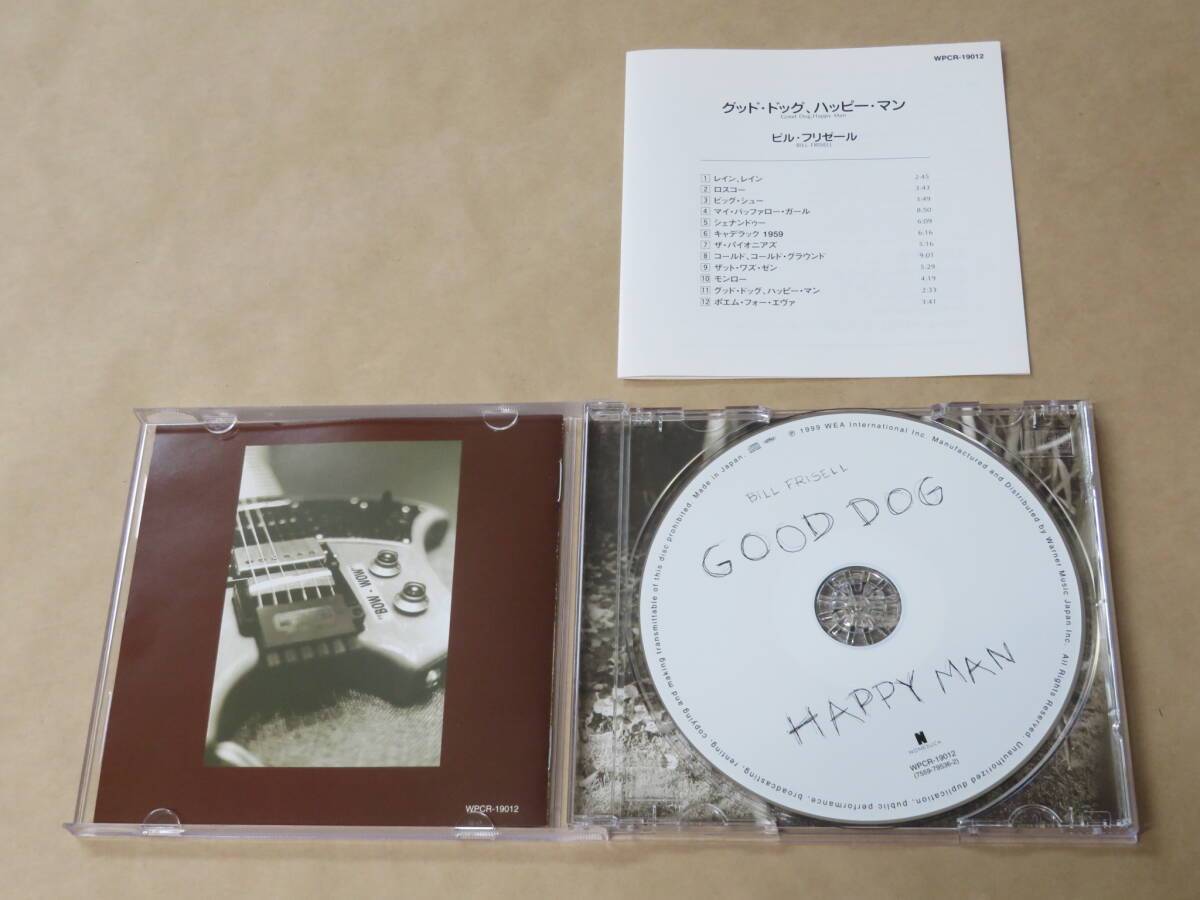 WPCR-19012
グッド・ドッグ、ハッピー・マン
Good Dog,Happy Man
ビル・フリゼール
BILL FRISELL
1 レイン、レイン 2:45
2 ロスコー 3:43
3 ビッグ・シュー 3:49
4 マイ・バッファロー・ガール 8:50
5 シェナンドゥー 6:09
6 キャデラック 1959 6:16
7 ザ・パイオニアズ 5:16
8 コールド、コールド・グラウンド 9:01
9 ザット・ワズ・ゼン 5:29
10 モンロー 4:19
11 グッド・ドッグ、ハッピー・マン 2:33
12 ポエム・フォー・エヴァ 3:41
"BOW - WOW"
WPCR-19012
℗ 1999 WEA International Inc. Manufactured and Distributed by Warner Music Japan Inc. All Rights Reserved. Unauthorized duplication, public performance, broadcasting, renting, copying and making transmittable of this disc prohibited. Made in Japan.
BILL FRISELL
GOOD DOG
HAPPY MAN
NONESUCH
WPCR-19012
(7559-79536-2)